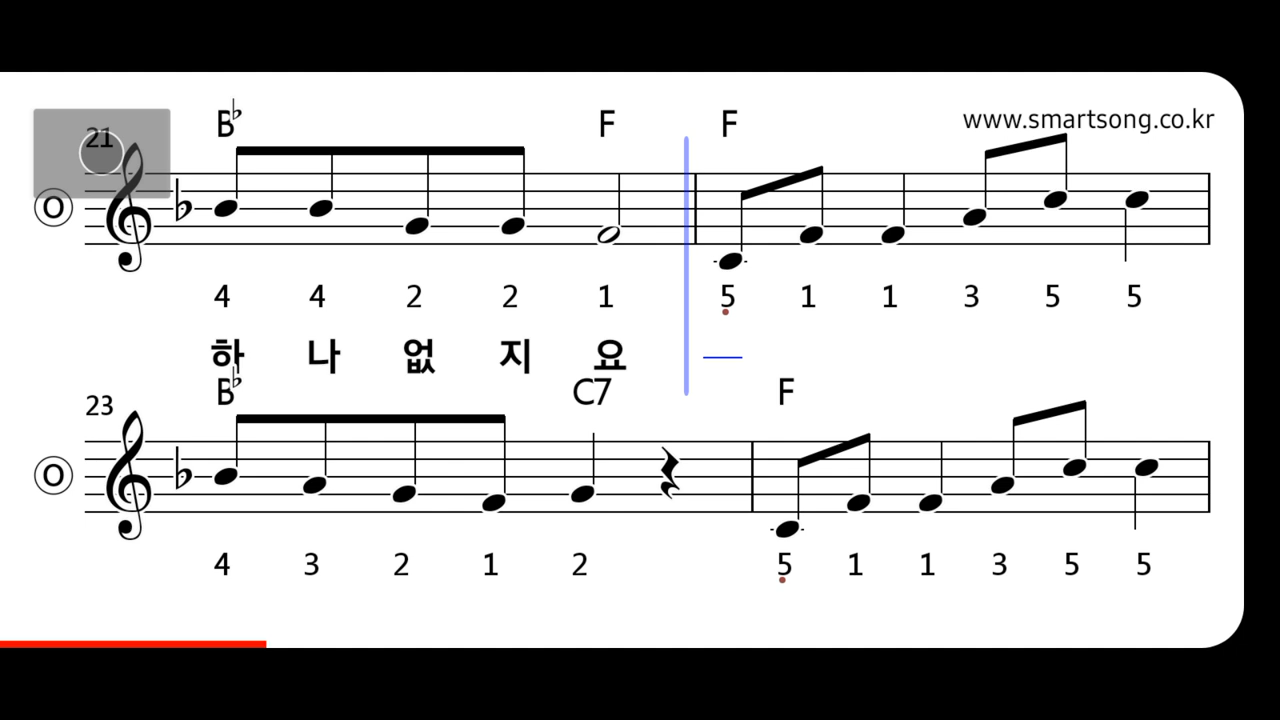 21 B♭ F F www.smartsong.co.kr
O
4 4 2 2 1 5 1 1 3 5 5
하 나 없 지 요
23 B♭ C7 F
O
4 3 2 1 2 5 1 1 3 5 5